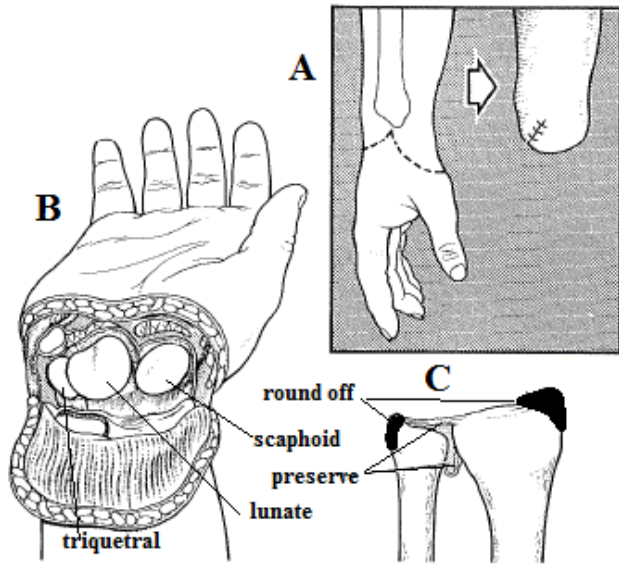 A
B
C
round off
scaphoid
preserve
lunate
triquetral